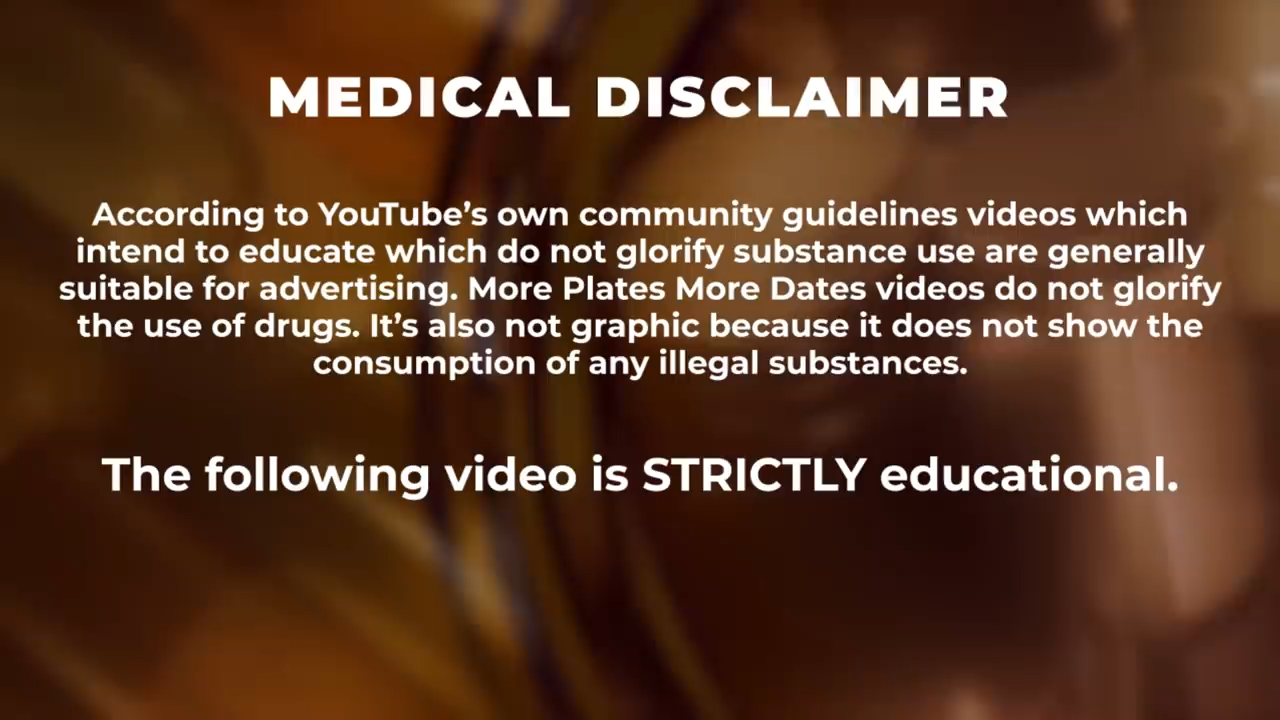 MEDICAL DISCLAIMER
According to YouTube’s own community guidelines videos which
intend to educate which do not glorify substance use are generally
suitable for advertising. More Plates More Dates videos do not glorify
the use of drugs. It’s also not graphic because it does not show the
consumption of any illegal substances.
The following video is STRICTLY educational.